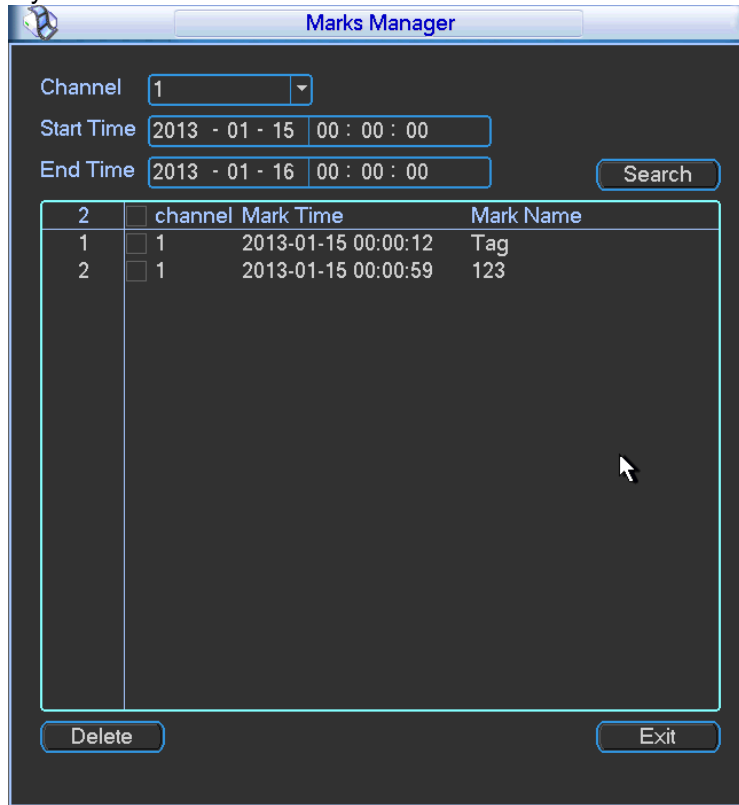 Marks Manager
Channel 1
Start Time 2013 - 01 - 15 00 : 00 : 00
End Time 2013 - 01 - 16 00 : 00 : 00
Search
2 channel Mark Time Mark Name
1 1 2013-01-15 00:00:12 Tag
2 1 2013-01-15 00:00:59 123
Delete Exit